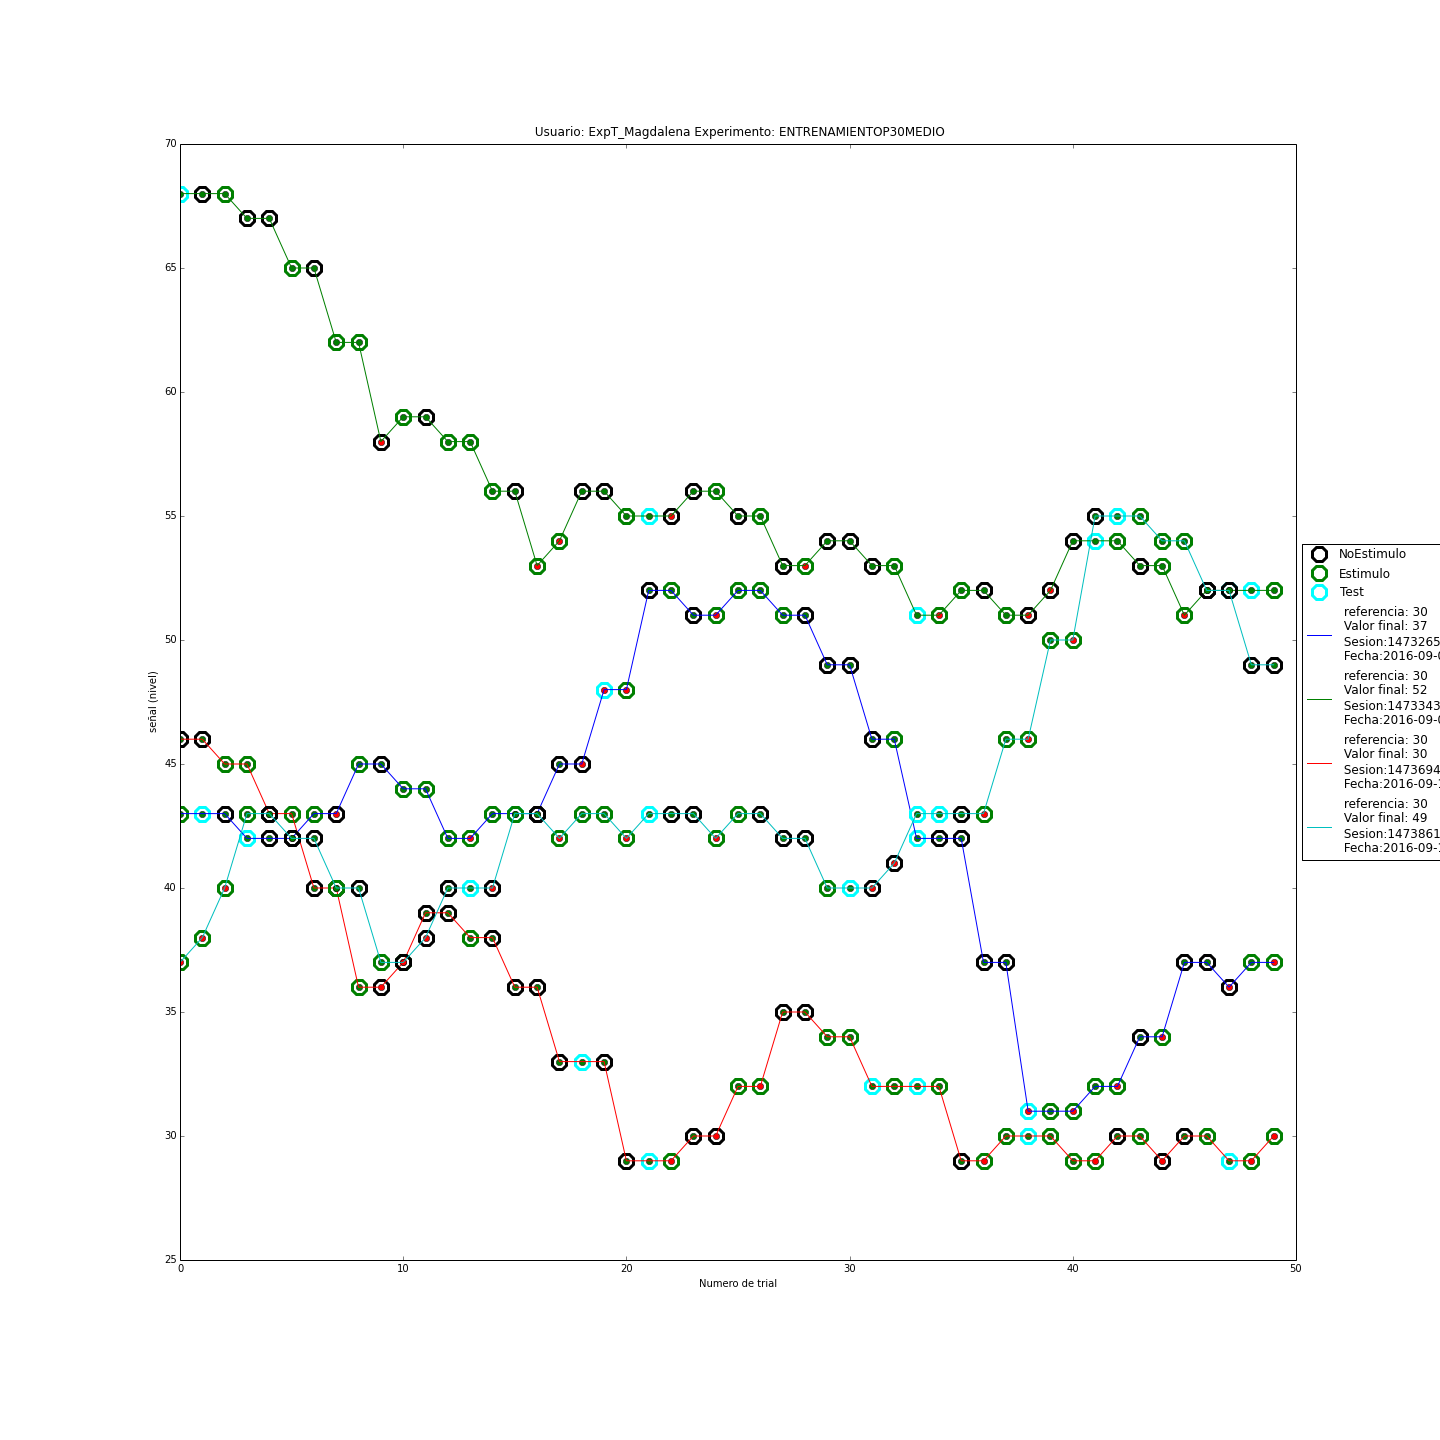 Usuario: ExpT_Magdalena Experimento: ENTRENAMIENTOP30MEDIO
70
65
60
55
50
45
40
35
30
25
señal (nivel)
0
10
20
30
40
50
Numero de trial
NoEstimulo
Estimulo
Test
referencia: 30
Valor final: 37
Sesion:1473265
Fecha:2016-09-0
referencia: 30
Valor final: 52
Sesion:1473343
Fecha:2016-09-0
referencia: 30
Valor final: 30
Sesion:1473694
Fecha:2016-09-1
referencia: 30
Valor final: 49
Sesion:1473861
Fecha:2016-09-1